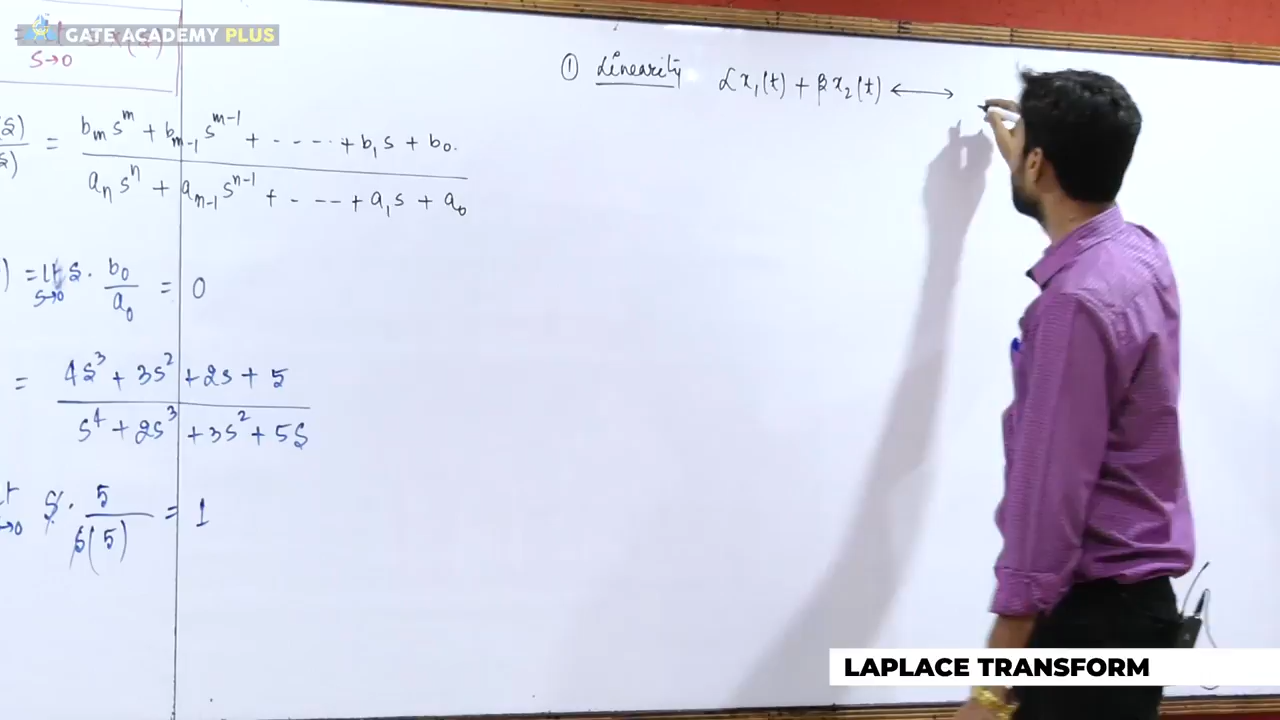 GATE ACADEMY PLUS
S→0
① Linearity αx₁(t) + βx₂(t) ⟷
= bₘsᵐ + bₘ₋₁sᵐ⁻¹ + - - - - + b₁s + b₀.
aₙsⁿ + aₙ₋₁sⁿ⁻¹ + - - - + a₁s + a₀
) = lt s · b₀ = 0
s→0 a₀
= 4s³ + 3s² + 2s + 5
s⁴ + 2s³ + 3s² + 5s
lt s · 5 = 1
→0 s(5)
LAPLACE TRANSFORM